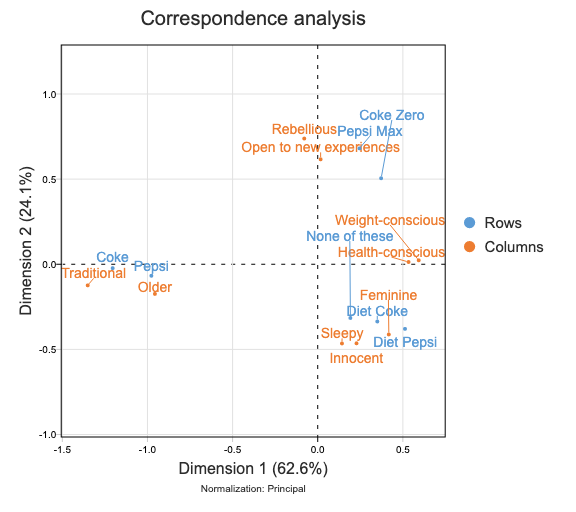 Correspondence analysis
1.0
0.5
0.0
-0.5
-1.0
Dimension 2 (24.1%)
Coke Zero
Rebellious
Pepsi Max
Open to new experiences
Weight-conscious
None of these
Health-conscious
Coke
Pepsi
Traditional
Older
Feminine
Diet Coke
Sleepy
Diet Pepsi
Innocent
Rows
Columns
-1.5
-1.0
-0.5
0.0
0.5
Dimension 1 (62.6%)
Normalization: Principal